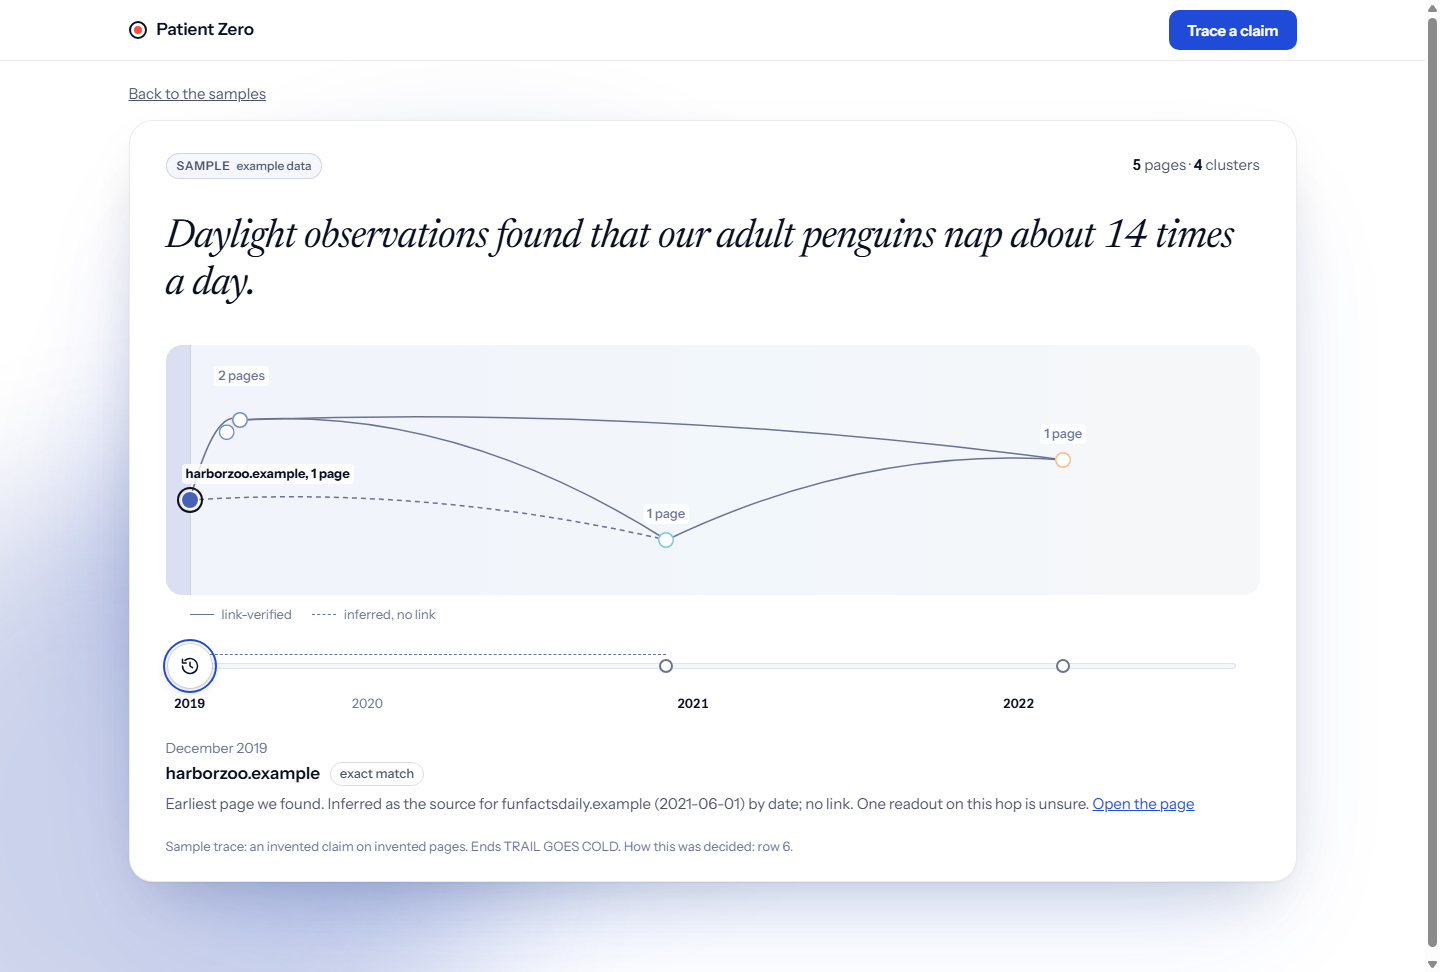 Patient Zero
Trace a claim
Back to the samples
SAMPLE example data
5 pages · 4 clusters
Daylight observations found that our adult penguins nap about 14 times
a day.
2 pages
1 page
harborzoo.example, 1 page
1 page
link-verified
inferred, no link
2019
2020
2021
2022
December 2019
harborzoo.example exact match
Earliest page we found. Inferred as the source for funfactsdaily.example (2021-06-01) by date; no link. One readout on this hop is unsure. Open the page
Sample trace: an invented claim on invented pages. Ends TRAIL GOES COLD. How this was decided: row 6.